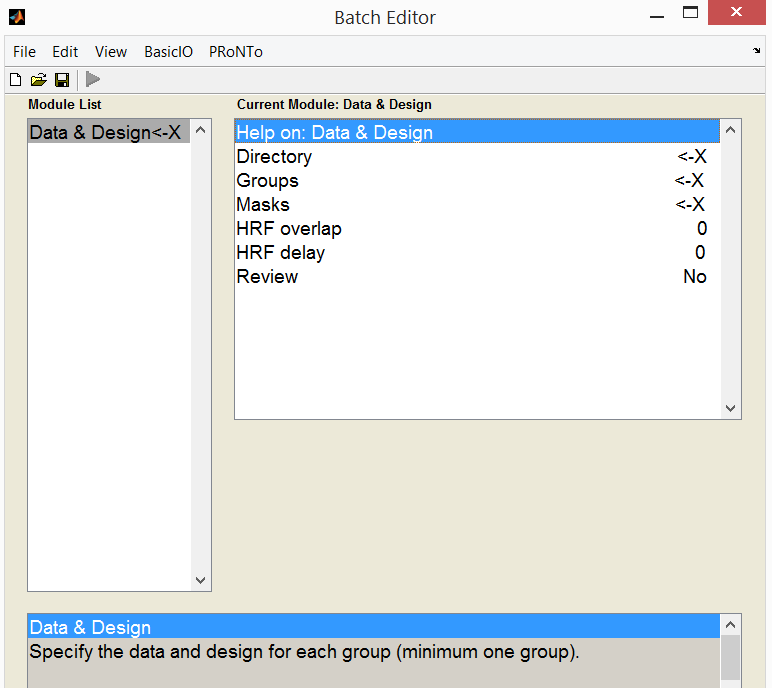 Batch Editor
File Edit View BasicIO PRoNTo
Module List
Current Module: Data & Design
Data & Design<-X
Help on: Data & Design
Directory <-X
Groups <-X
Masks <-X
HRF overlap 0
HRF delay 0
Review No
Data & Design
Specify the data and design for each group (minimum one group).